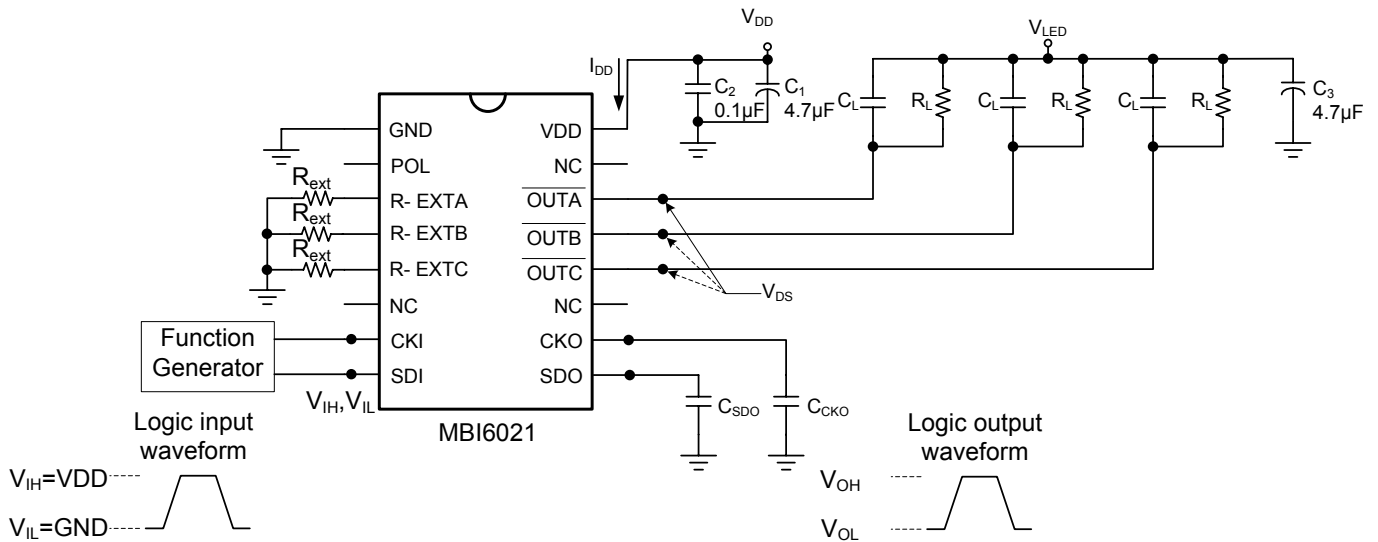 V_DD
V_LED
I_DD
C_2
0.1µF
C_1
4.7µF
C_L
R_L
C_L
R_L
C_L
R_L
C_3
4.7µF
GND
VDD
POL
NC
R_ext
R- EXTA
OUTA
R_ext
R- EXTB
OUTB
R_ext
R- EXTC
OUTC
V_DS
NC
NC
Function
Generator
CKI
CKO
SDI
SDO
V_IH,V_IL
C_SDO
C_CKO
MBI6021
Logic input
waveform
V_IH=VDD
V_IL=GND
Logic output
waveform
V_OH
V_OL